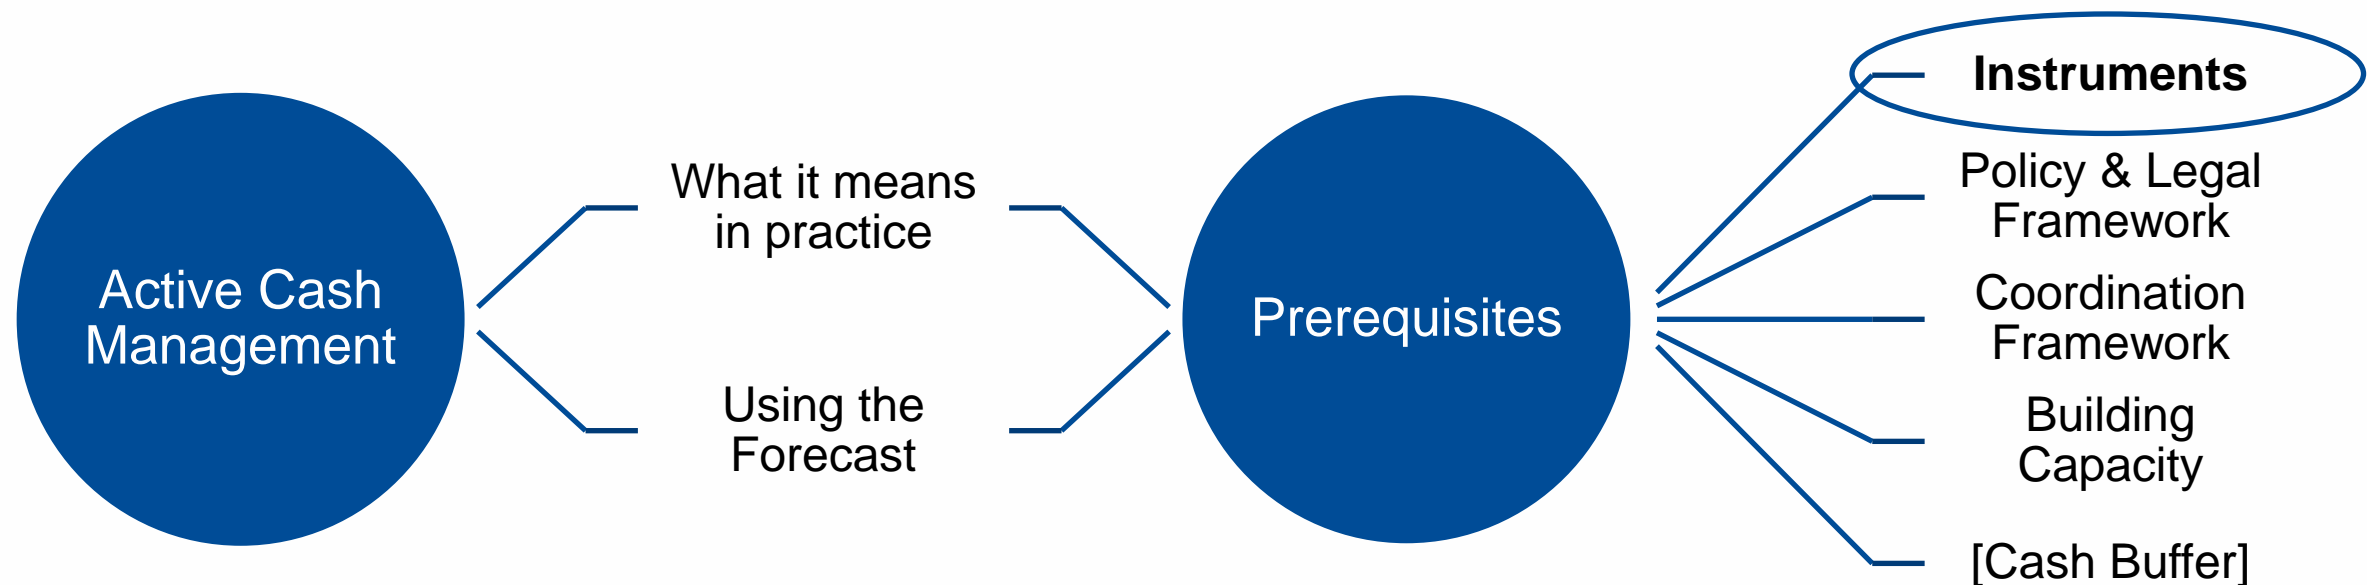 Active Cash
Management
What it means
in practice
Using the
Forecast
Prerequisites
Instruments
Policy & Legal
Framework
Coordination
Framework
Building
Capacity
[Cash Buffer]